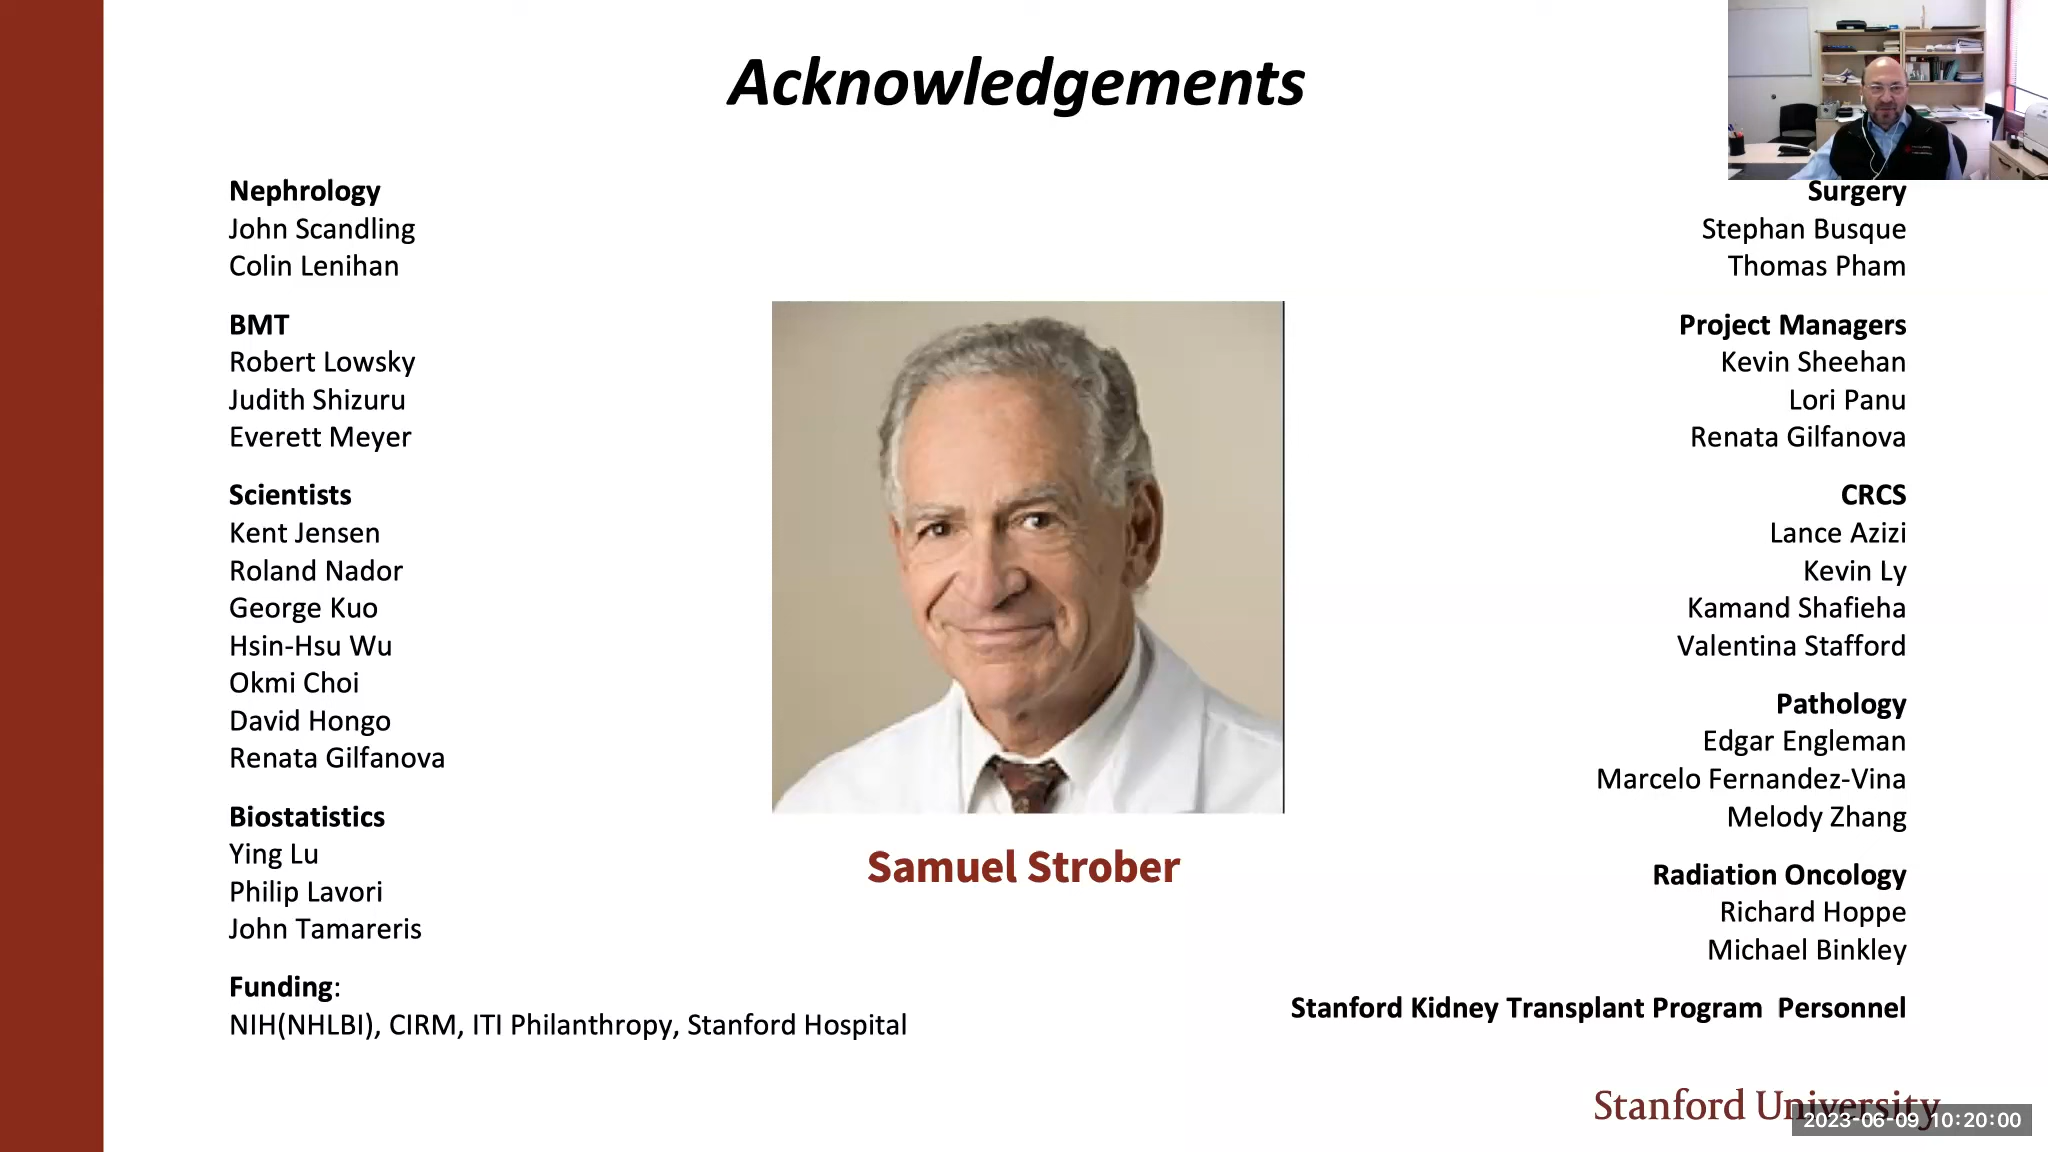 Acknowledgements
Nephrology
John Scandling
Colin Lenihan
BMT
Robert Lowsky
Judith Shizuru
Everett Meyer
Scientists
Kent Jensen
Roland Nador
George Kuo
Hsin-Hsu Wu
Okmi Choi
David Hongo
Renata Gilfanova
Biostatistics
Ying Lu
Philip Lavori
John Tamareris
Funding:
NIH(NHLBI), CIRM, ITI Philanthropy, Stanford Hospital
Samuel Strober
Surgery
Stephan Busque
Thomas Pham
Project Managers
Kevin Sheehan
Lori Panu
Renata Gilfanova
CRCS
Lance Azizi
Kevin Ly
Kamand Shafieha
Valentina Stafford
Pathology
Edgar Engleman
Marcelo Fernandez-Vina
Melody Zhang
Radiation Oncology
Richard Hoppe
Michael Binkley
Stanford Kidney Transplant Program  Personnel
Stanford University
2023-06-09 10:20:00